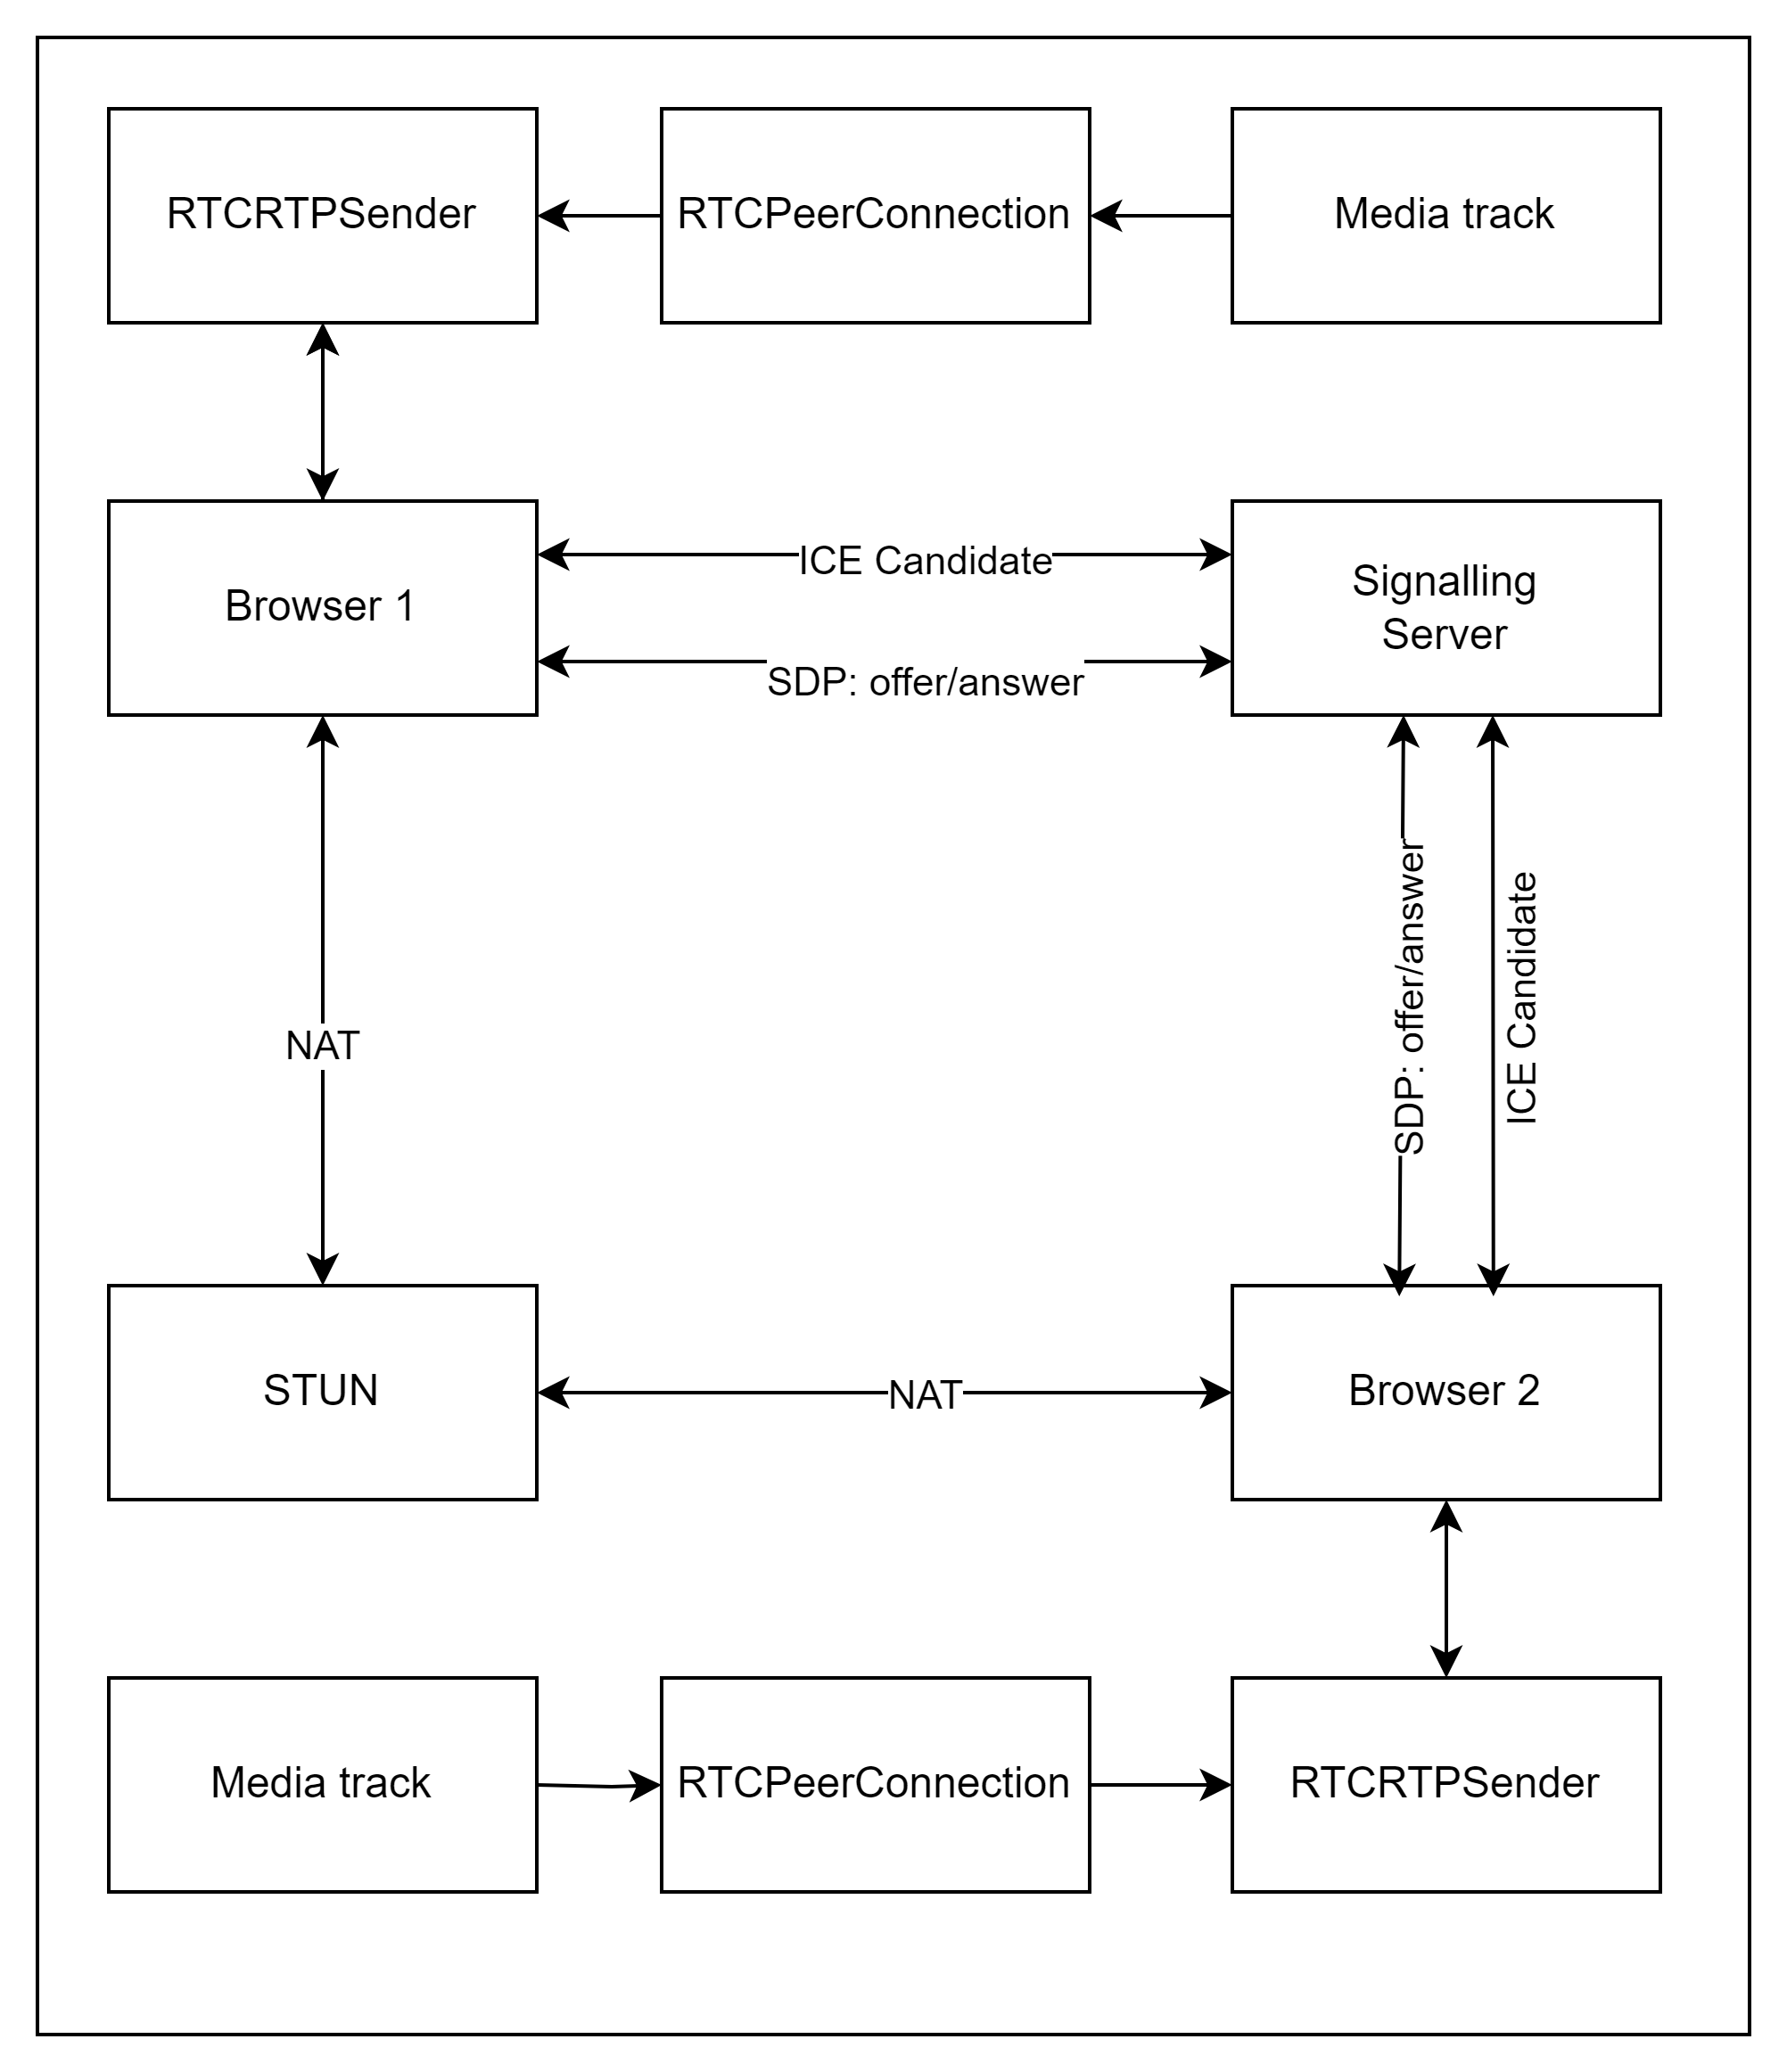 RTCRTPSender
RTCPeerConnection
Media track
Browser 1
ICE Candidate
SDP: offer/answer
Signalling
Server
NAT
SDP: offer/answer
ICE Candidate
STUN
NAT
Browser 2
Media track
RTCPeerConnection
RTCRTPSender